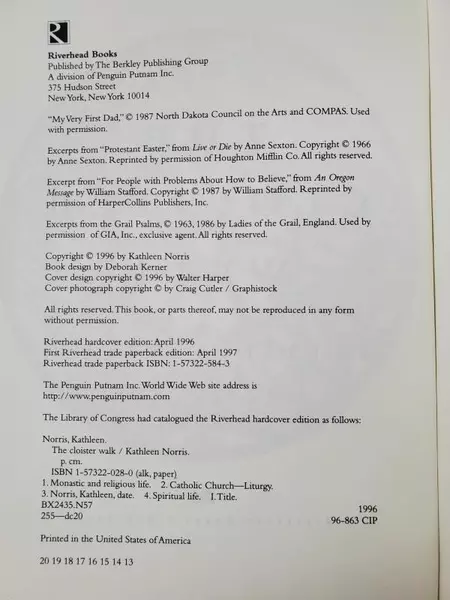 R
Riverhead Books
Published by The Berkley Publishing Group
A division of Penguin Putnam Inc.
375 Hudson Street
New York, New York 10014
"My Very First Dad," © 1987 North Dakota Council on the Arts and COMPAS. Used
with permission.
Excerpts from "Protestant Easter," from Live or Die by Anne Sexton. Copyright © 1966
by Anne Sexton. Reprinted by permission of Houghton Mifflin Co. All rights reserved.
Excerpt from "For People with Problems About How to Believe," from An Oregon
Message by William Stafford. Copyright © 1987 by William Stafford. Reprinted by
permission of HarperCollins Publishers, Inc.
Excerpts from the Grail Psalms, © 1963, 1986 by Ladies of the Grail, England. Used by
permission of GIA, Inc., exclusive agent. All rights reserved.
Copyright © 1996 by Kathleen Norris
Book design by Deborah Kerner
Cover design copyright © 1996 by Walter Harper
Cover photograph copyright © by Craig Cutler / Graphistock
All rights reserved. This book, or parts thereof, may not be reproduced in any form
without permission.
Riverhead hardcover edition: April 1996
First Riverhead trade paperback edition: April 1997
Riverhead trade paperback ISBN: 1-57322-584-3
The Penguin Putnam Inc. World Wide Web site address is
http://www.penguinputnam.com
The Library of Congress had catalogued the Riverhead hardcover edition as follows:
Norris, Kathleen.
The cloister walk / Kathleen Norris.
p. cm.
ISBN 1-57322-028-0 (alk, paper)
1. Monastic and religious life. 2. Catholic Church—Liturgy.
3. Norris, Kathleen, date. 4. Spiritual life. I. Title.
BX2435.N57 1996
255—dc20 96-863 CIP
Printed in the United States of America
20 19 18 17 16 15 14 13